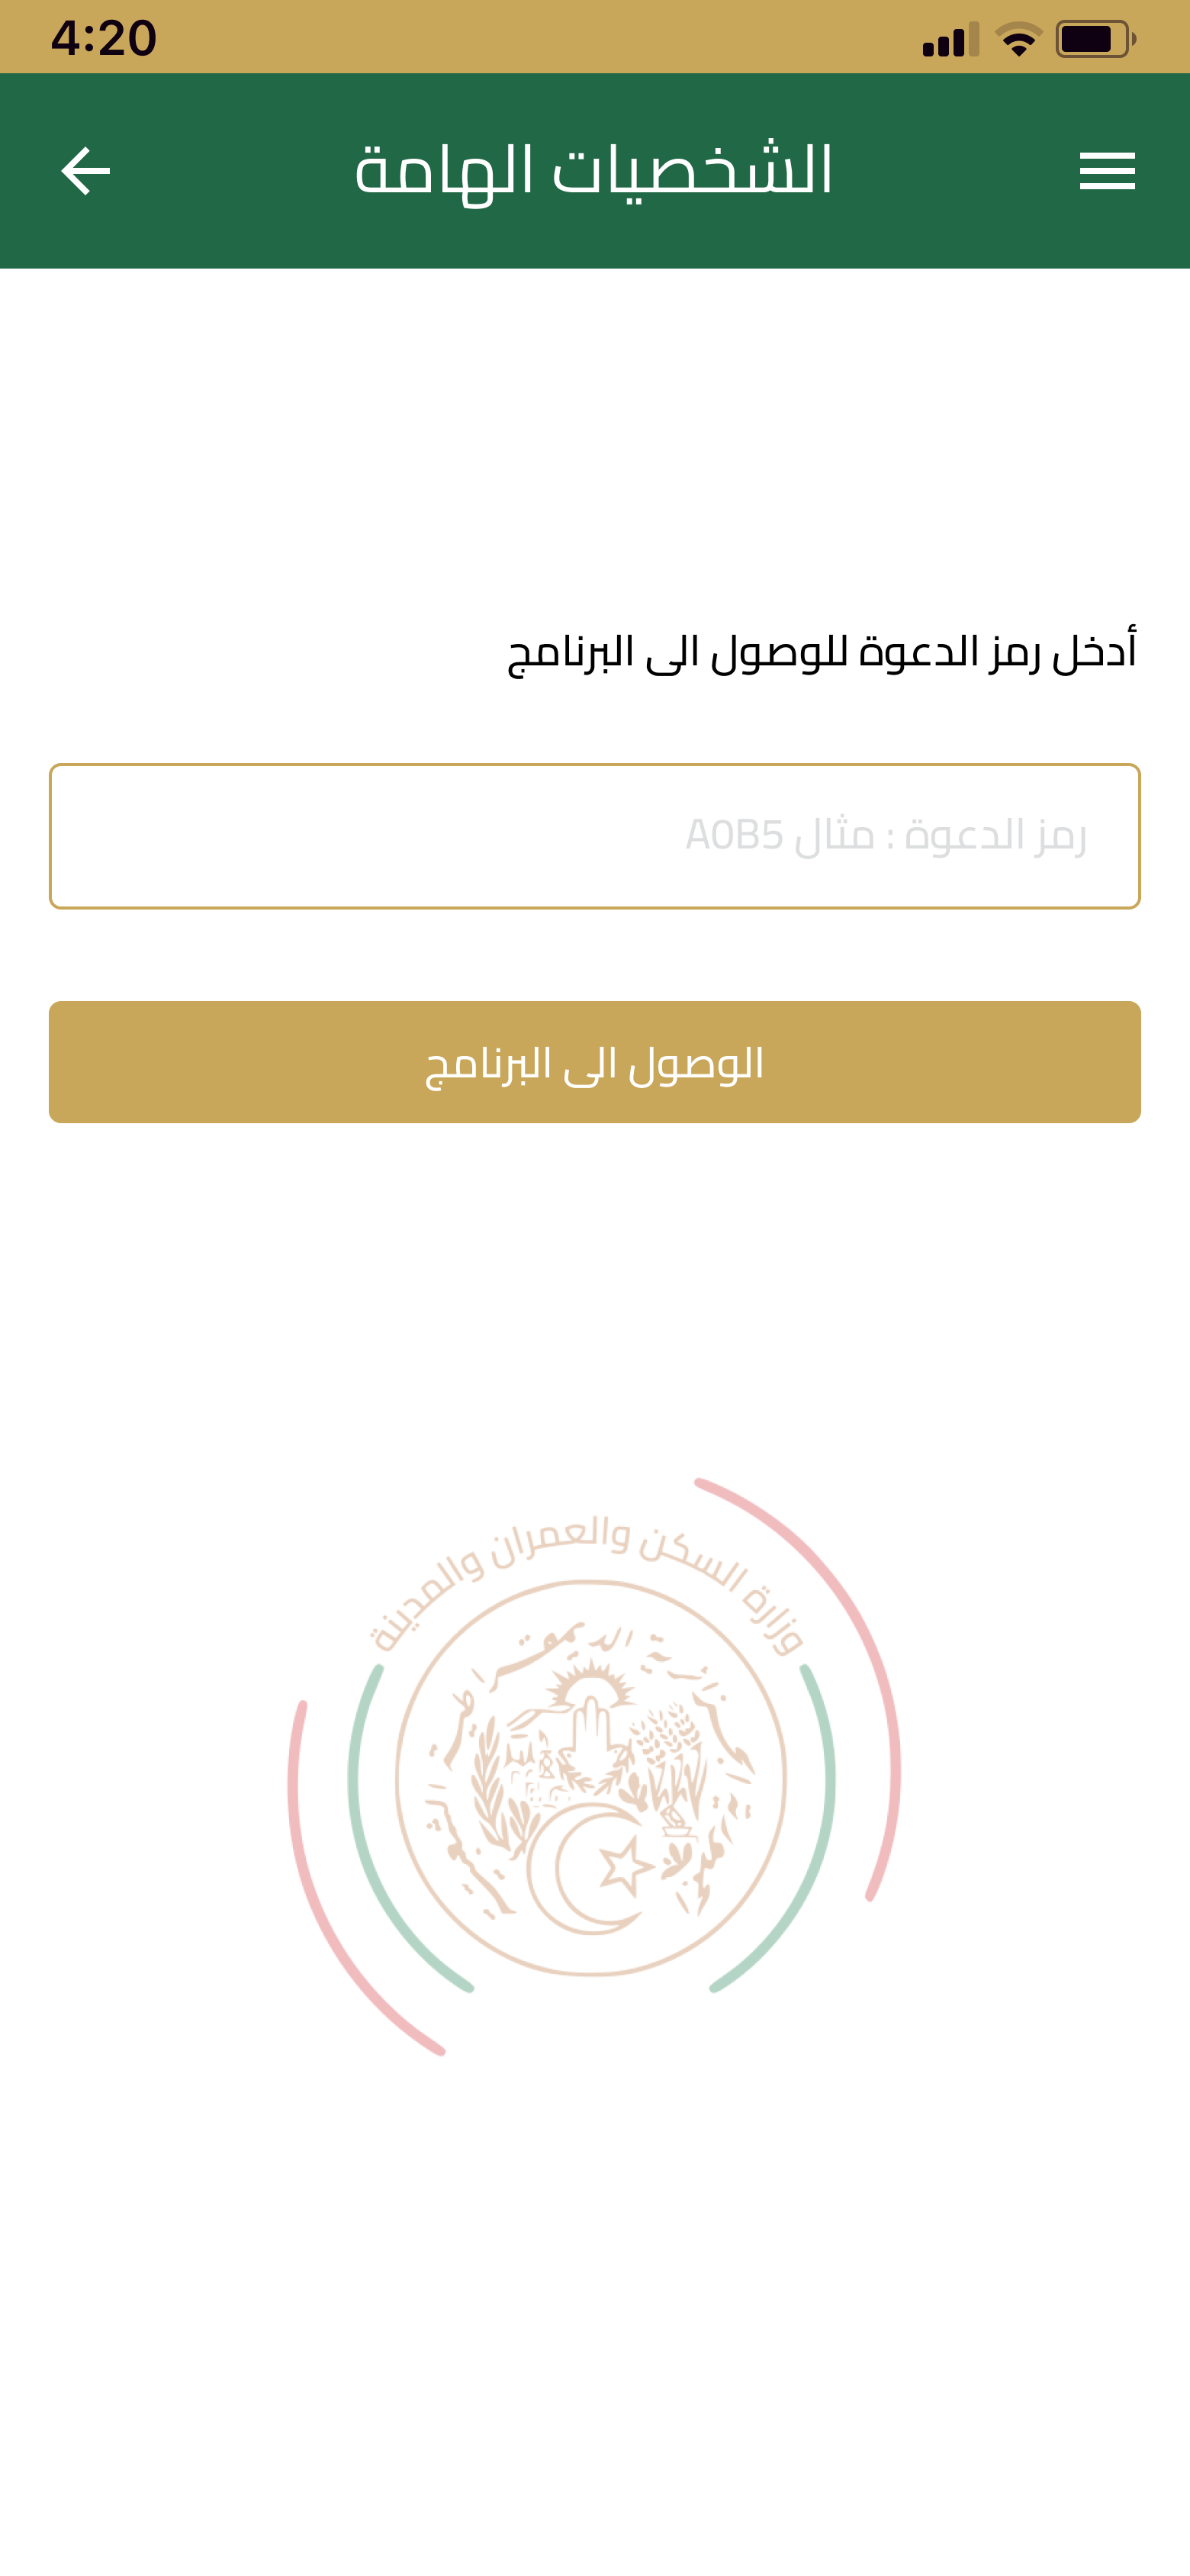 4:20
الشخصيات الهامة
أدخل رمز الدعوة للوصول الى البرنامج
رمز الدعوة : مثال A0B5
الوصول الى البرنامج
وزارة السكن والعمران والمدينة